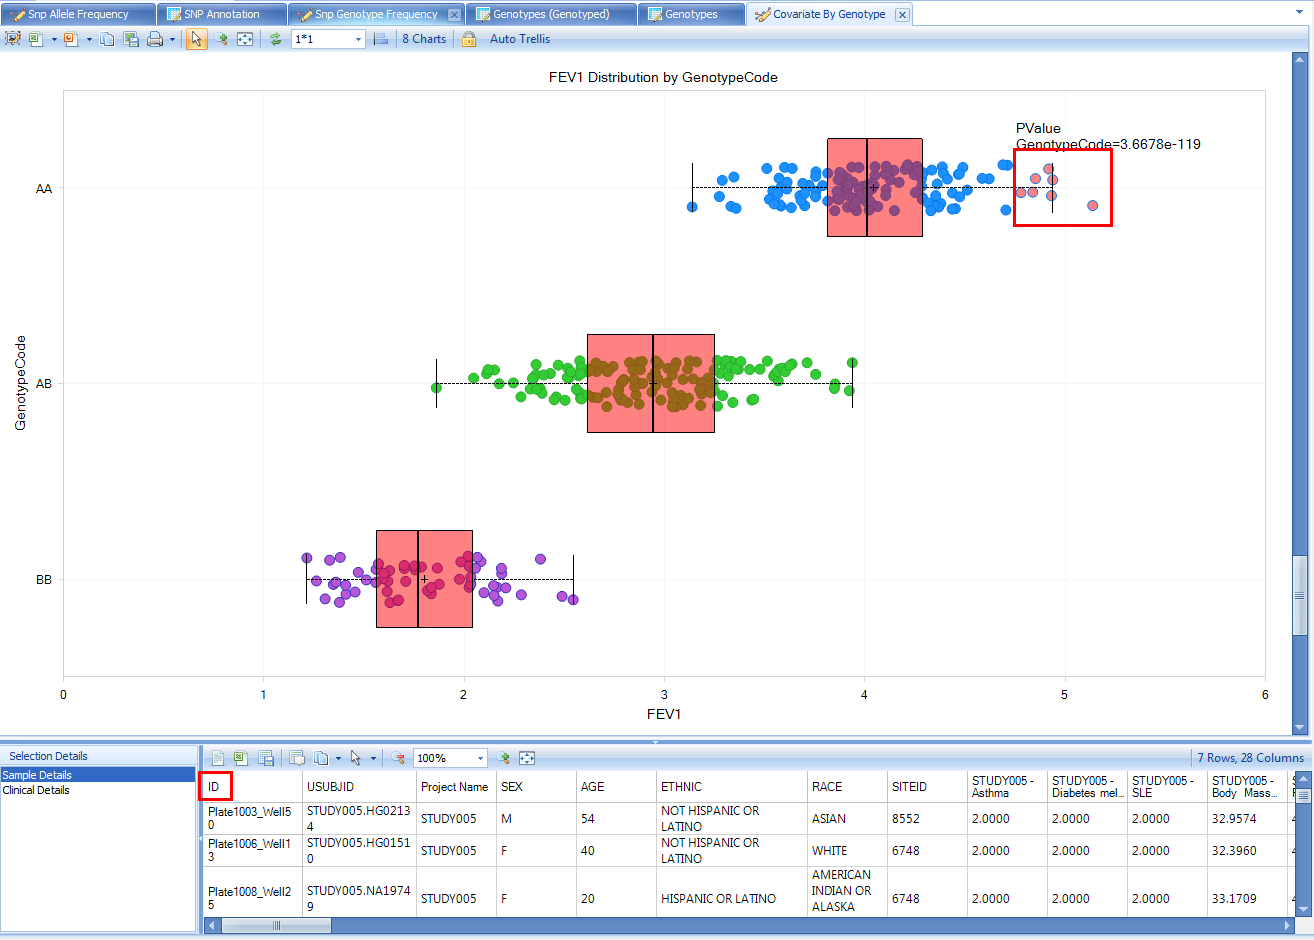 Snp Allele Frequency SNP Annotation Snp Genotype Frequency Genotypes (Genotyped) Genotypes Covariate By Genotype
1*1 8 Charts Auto Trellis
FEV1 Distribution by GenotypeCode
PValue
GenotypeCode=3.6678e-119
AA
AB
BB
GenotypeCode
0 1 2 3 4 5 6
FEV1
Selection Details
Sample Details
Clinical Details
100%
7 Rows, 28 Columns
ID USUBJID Project Name SEX AGE ETHNIC RACE SITEID STUDY005 - Asthma STUDY005 - Diabetes mel... STUDY005 - SLE STUDY005 - Body Mass...
Plate1003_Well50 STUDY005.HG02134 STUDY005 M 54 NOT HISPANIC OR LATINO ASIAN 8552 2.0000 2.0000 2.0000 32.9574
Plate1006_Well13 STUDY005.HG01510 STUDY005 F 40 NOT HISPANIC OR LATINO WHITE 6748 2.0000 2.0000 2.0000 32.3960
Plate1008_Well25 STUDY005.NA19749 STUDY005 F 20 HISPANIC OR LATINO AMERICAN INDIAN OR ALASKA 6748 2.0000 2.0000 2.0000 33.1709